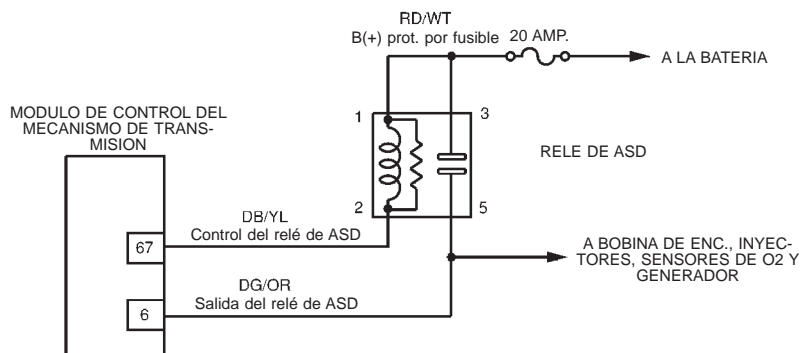 RD/WT
B(+) prot. por fusible
20 AMP.
A LA BATERIA
MODULO DE CONTROL DEL
MECANISMO DE TRANS-
MISION
1
3
RELE DE ASD
2
5
DB/YL
Control del relé de ASD
67
A BOBINA DE ENC., INYEC-
TORES, SENSORES DE O2 Y
GENERADOR
DG/OR
Salida del relé de ASD
6